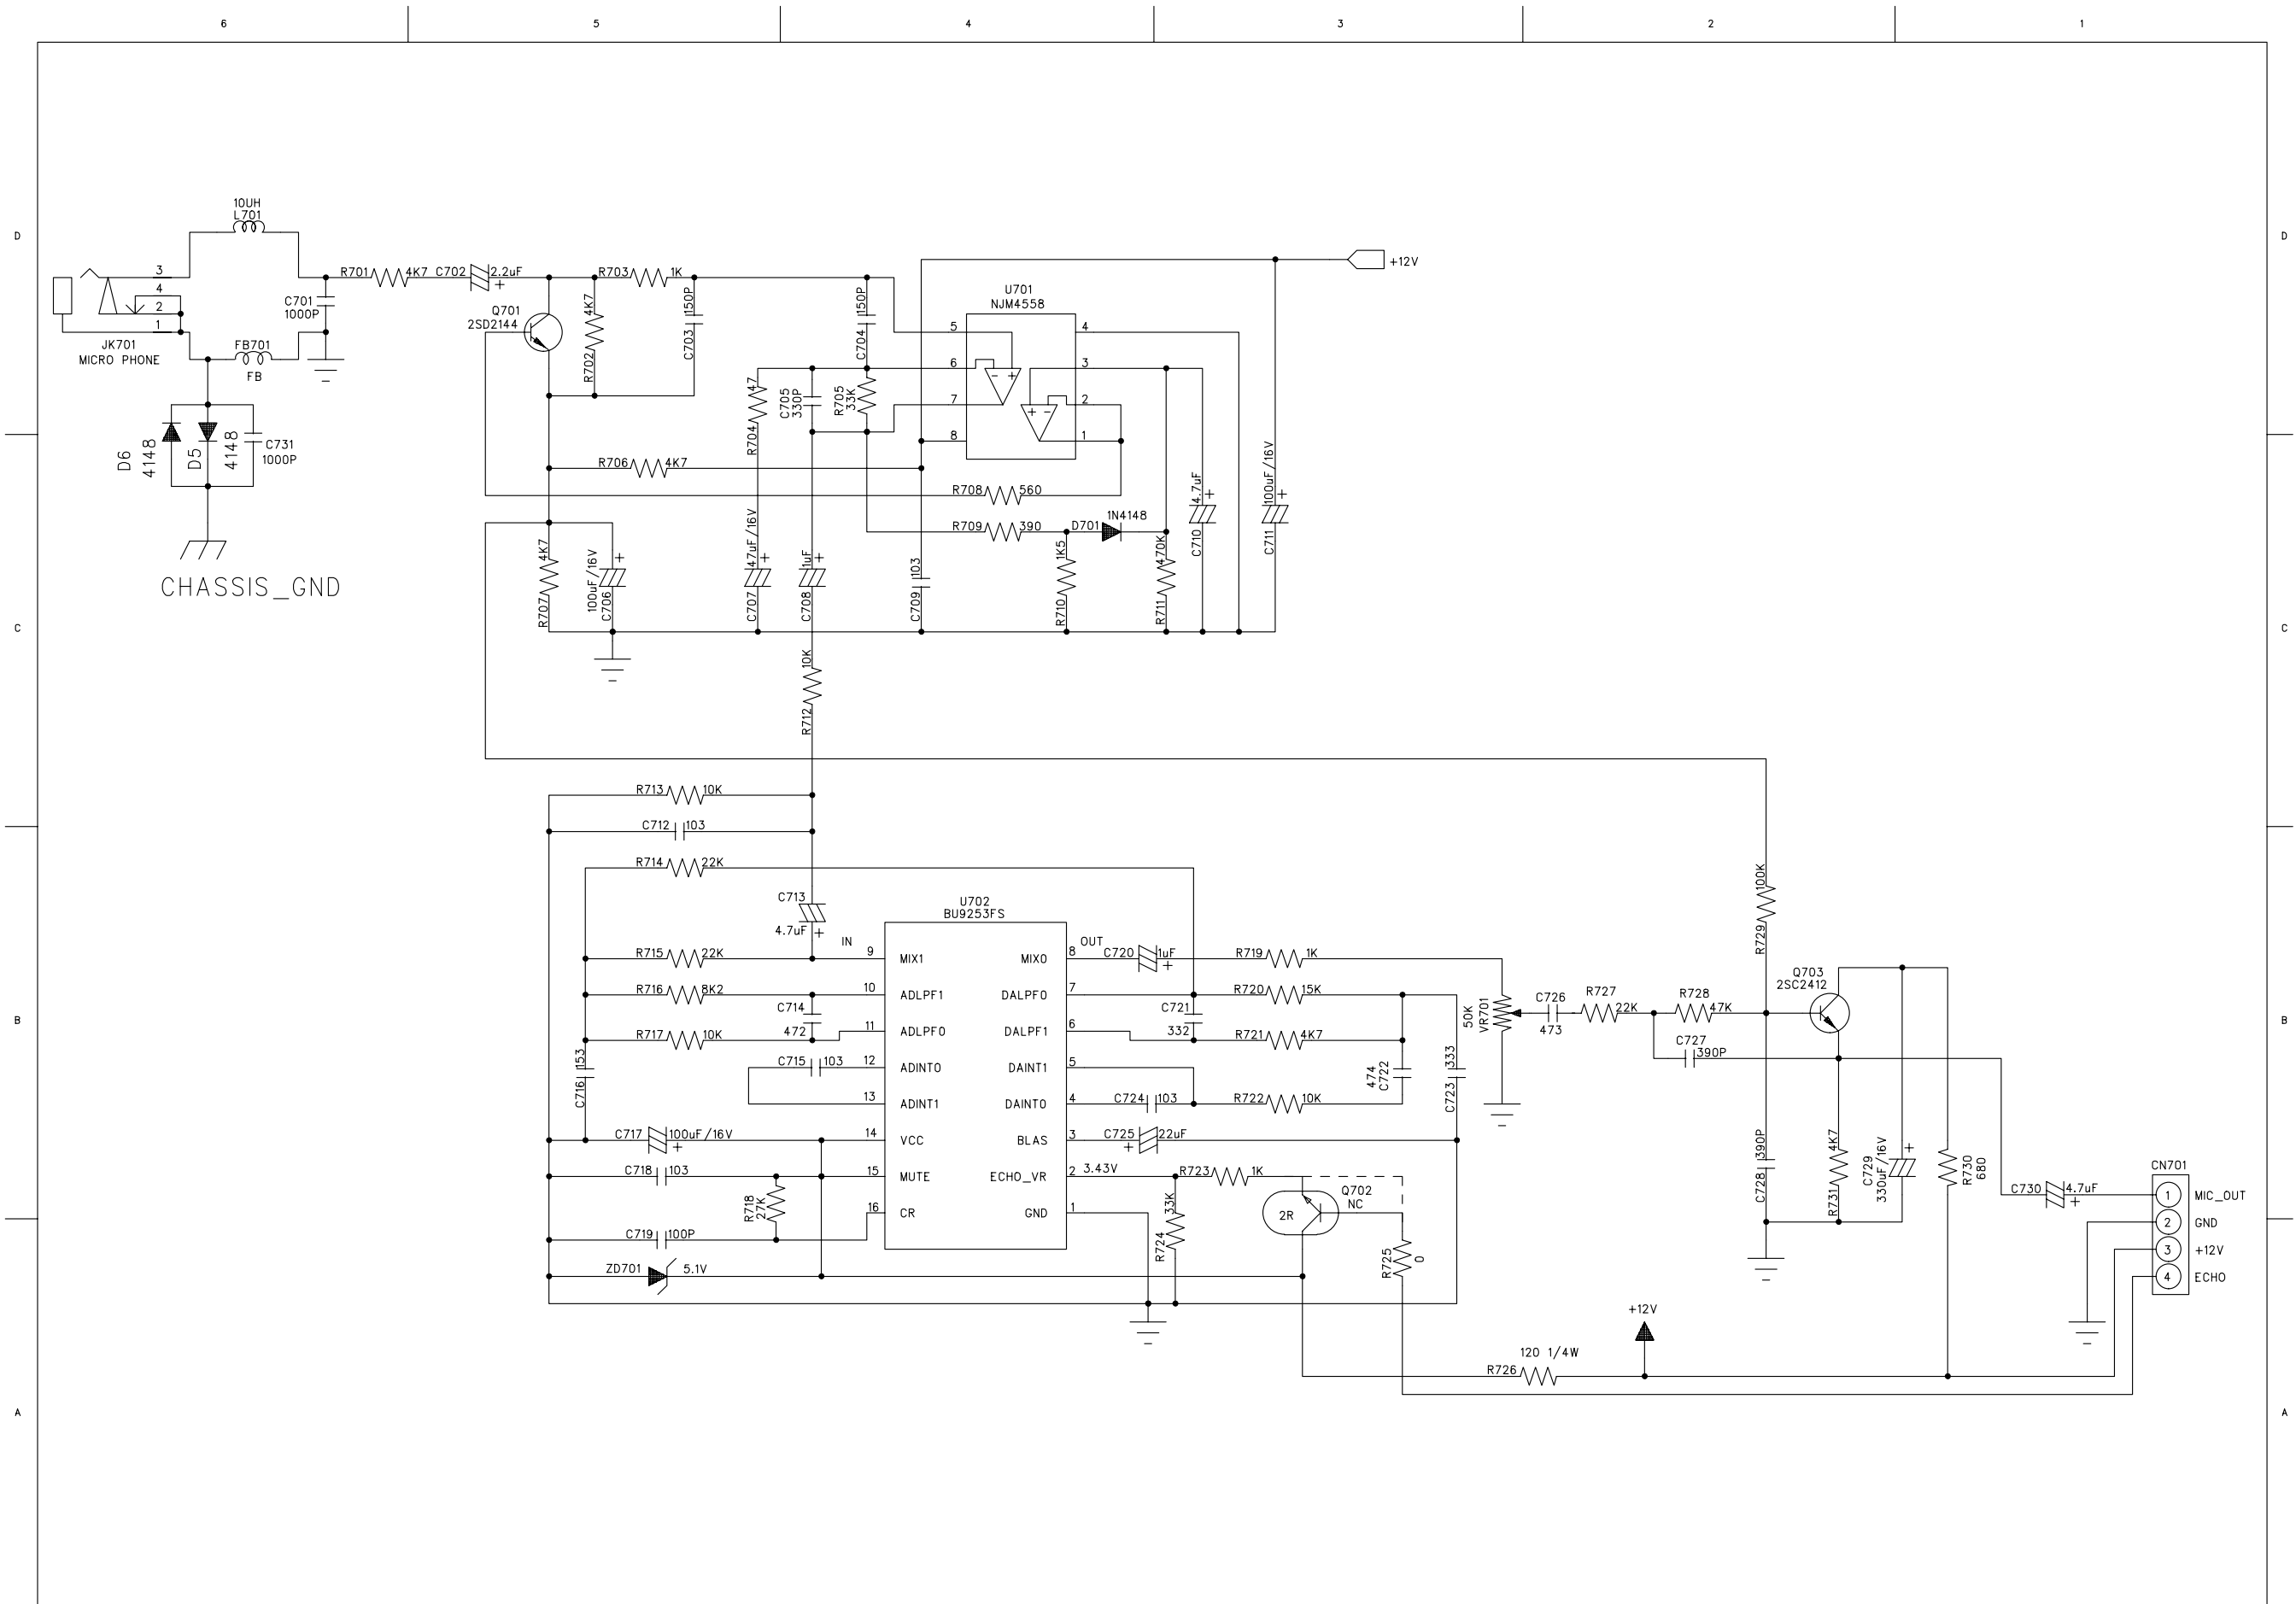 6 5 4 3 2 1
D D
C C
B B
A A
10UH
L701
3
4
2
1
JK701
MICRO PHONE
C701
1000P
FB701
FB
D6
4148
D5
4148
C731
1000P
CHASSIS_GND
R701 4K7
C702 2.2uF
+
Q701
2SD2144
R703 1K
R702 4K7
C703 150P
C704 150P
U701
NJM4558
5
6
7
8
4
3
2
1
- +
+ -
+12V
R704 47
C705
330P
R705
33K
R706 4K7
R708 560
R709 390
D701
1N4148
C710 4.7uF +
C711 100uF/16V +
R707 4K7
100uF/16V +
C706
C707 47uF/16V +
C708 1uF +
C709 103
R710 1K5
R711 470K
R712 10K
R713 10K
C712 103
R714 22K
C713
4.7uF +
IN
U702
BU9253FS
OUT
R715 22K
R716 8K2
R717 10K
C714
472
C715 103
C716 153
C717 100uF/16V
+
C718 103
R718
27K
C719 100P
ZD701 5.1V
9 MIX1
10 ADLPF1
11 ADLPF0
12 ADINT0
13 ADINT1
14 VCC
15 MUTE
16 CR
MIX0 8
DALPF0 7
DALPF1 6
DAINT1 5
DAINT0 4
BLAS 3
ECHO_VR 2
GND 1
C720 1uF
+
R719 1K
R720 15K
C721
332
R721 4K7
474
C722
C723 333
C724 103
R722 10K
C725 22uF
+
3.43V
R723 1K
R724 33K
Q702
NC
2R
R725 0
50K
VR701
C726
473
R727
22K
R728
47K
C727
390P
R729 100K
Q703
2SC2412
C728 390P
R731 4K7
C729
330uF/16V +
R730
680
C730 4.7uF
+
CN701
1 MIC_OUT
2 GND
3 +12V
4 ECHO
+12V
120 1/4W
R726